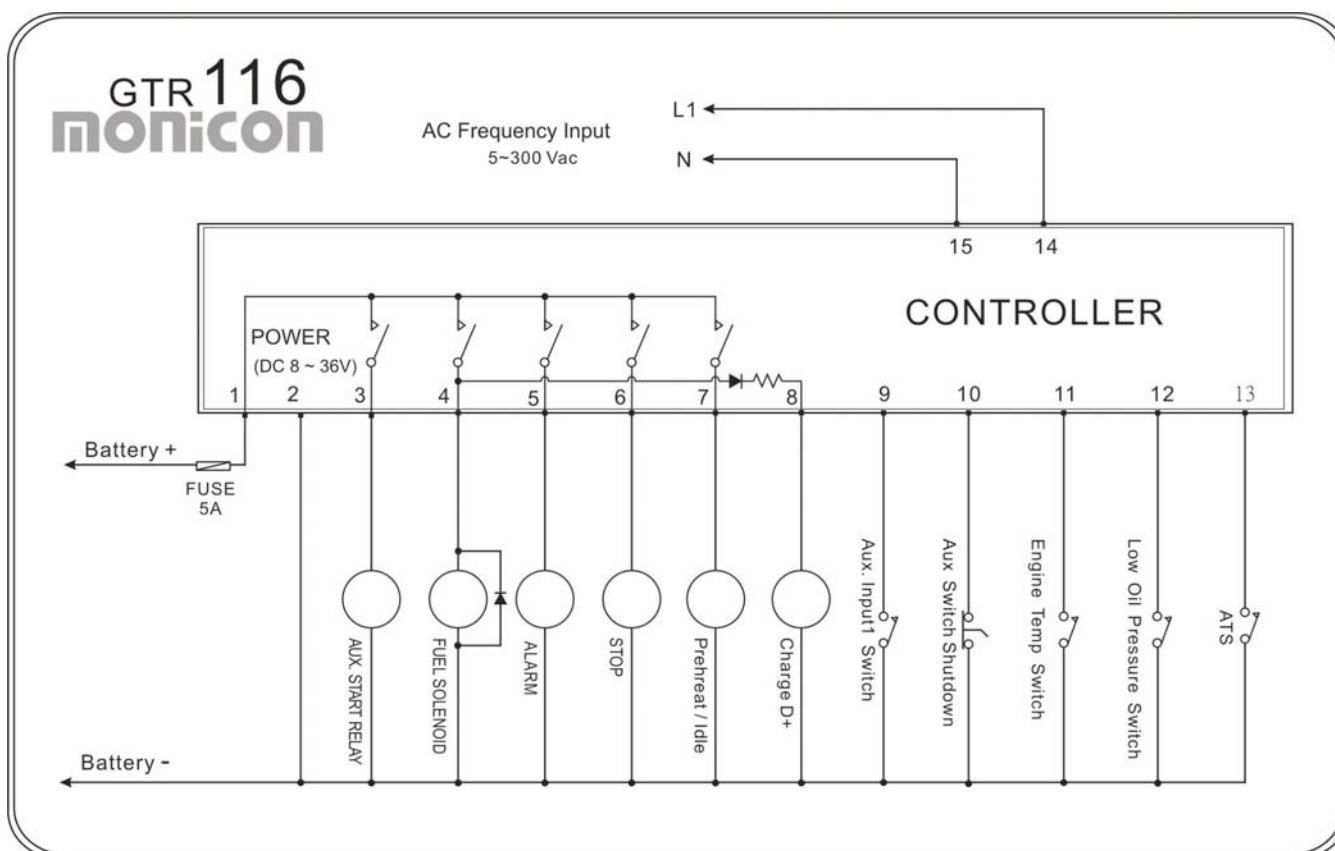 GTR 116
monicon
AC Frequency Input
5~300 Vac
L1
N
15
14
CONTROLLER
POWER
(DC 8 ~ 36V)
1
2
3
4
5
6
7
8
9
10
11
12
13
Battery +
FUSE
5A
AUX. START RELAY
FUEL SOLENOID
ALARM
STOP
Prehreat / Idle
Charge D+
Aux. Input1 Switch
Aux Switch Shutdown
Engine Temp Switch
Low Oil Pressure Switch
ATS
Battery -